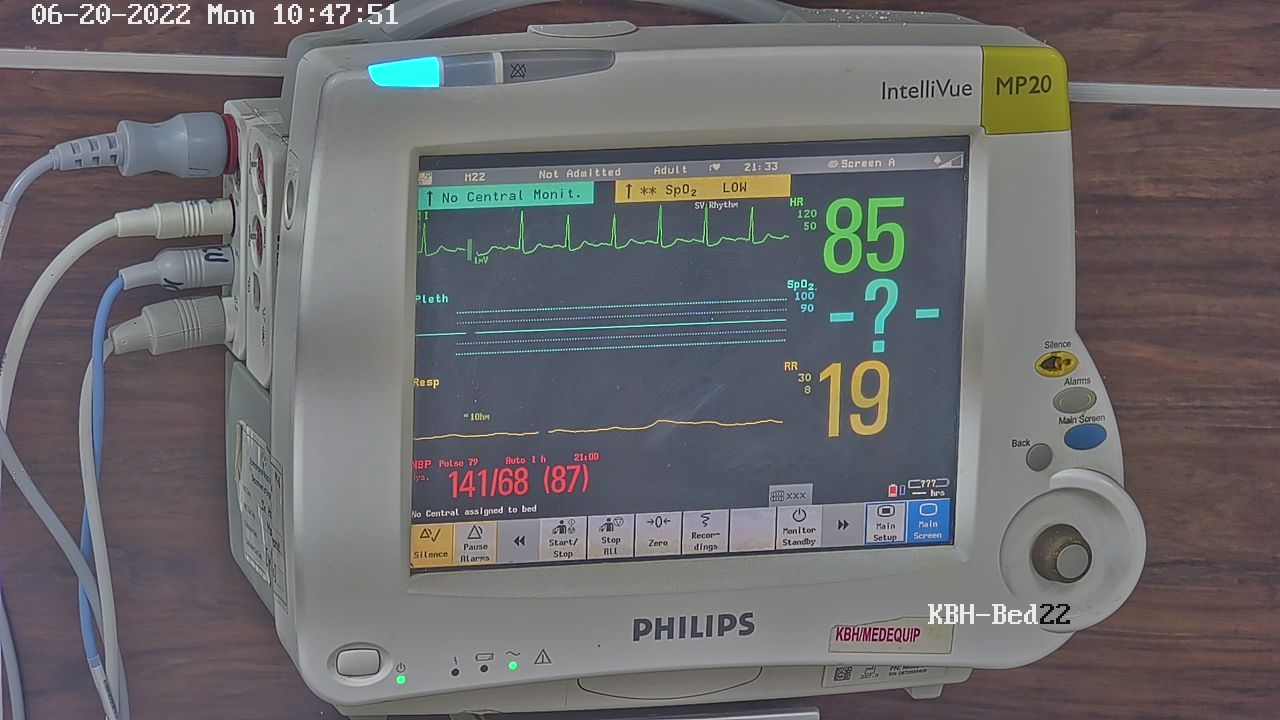 06-20-2022 Mon 10:47:51
IntelliVue
MP20
M22 Not Admitted Adult 21:33 Screen A
↑ No Central Monit. ↑ ** SpO₂ LOW
SV Rhythm
II
1mV
HR
120
50
85
Pleth
SpO₂
100
90
-?-
Resp
RR
30
8
19
10hm
NBP Pulse 79 Auto 1 h 21:00
141/68 (87)
No Central assigned to bed
xxx
??? hrs
Silence
Pause Alarms
Start/ Stop
Stop All
Zero
Recor- dings
Monitor Standby
Main Setup
Main Screen
Silence
Alarms
Main Screen
Back
PHILIPS
KBH-Bed22
KBH/MEDEQUIP